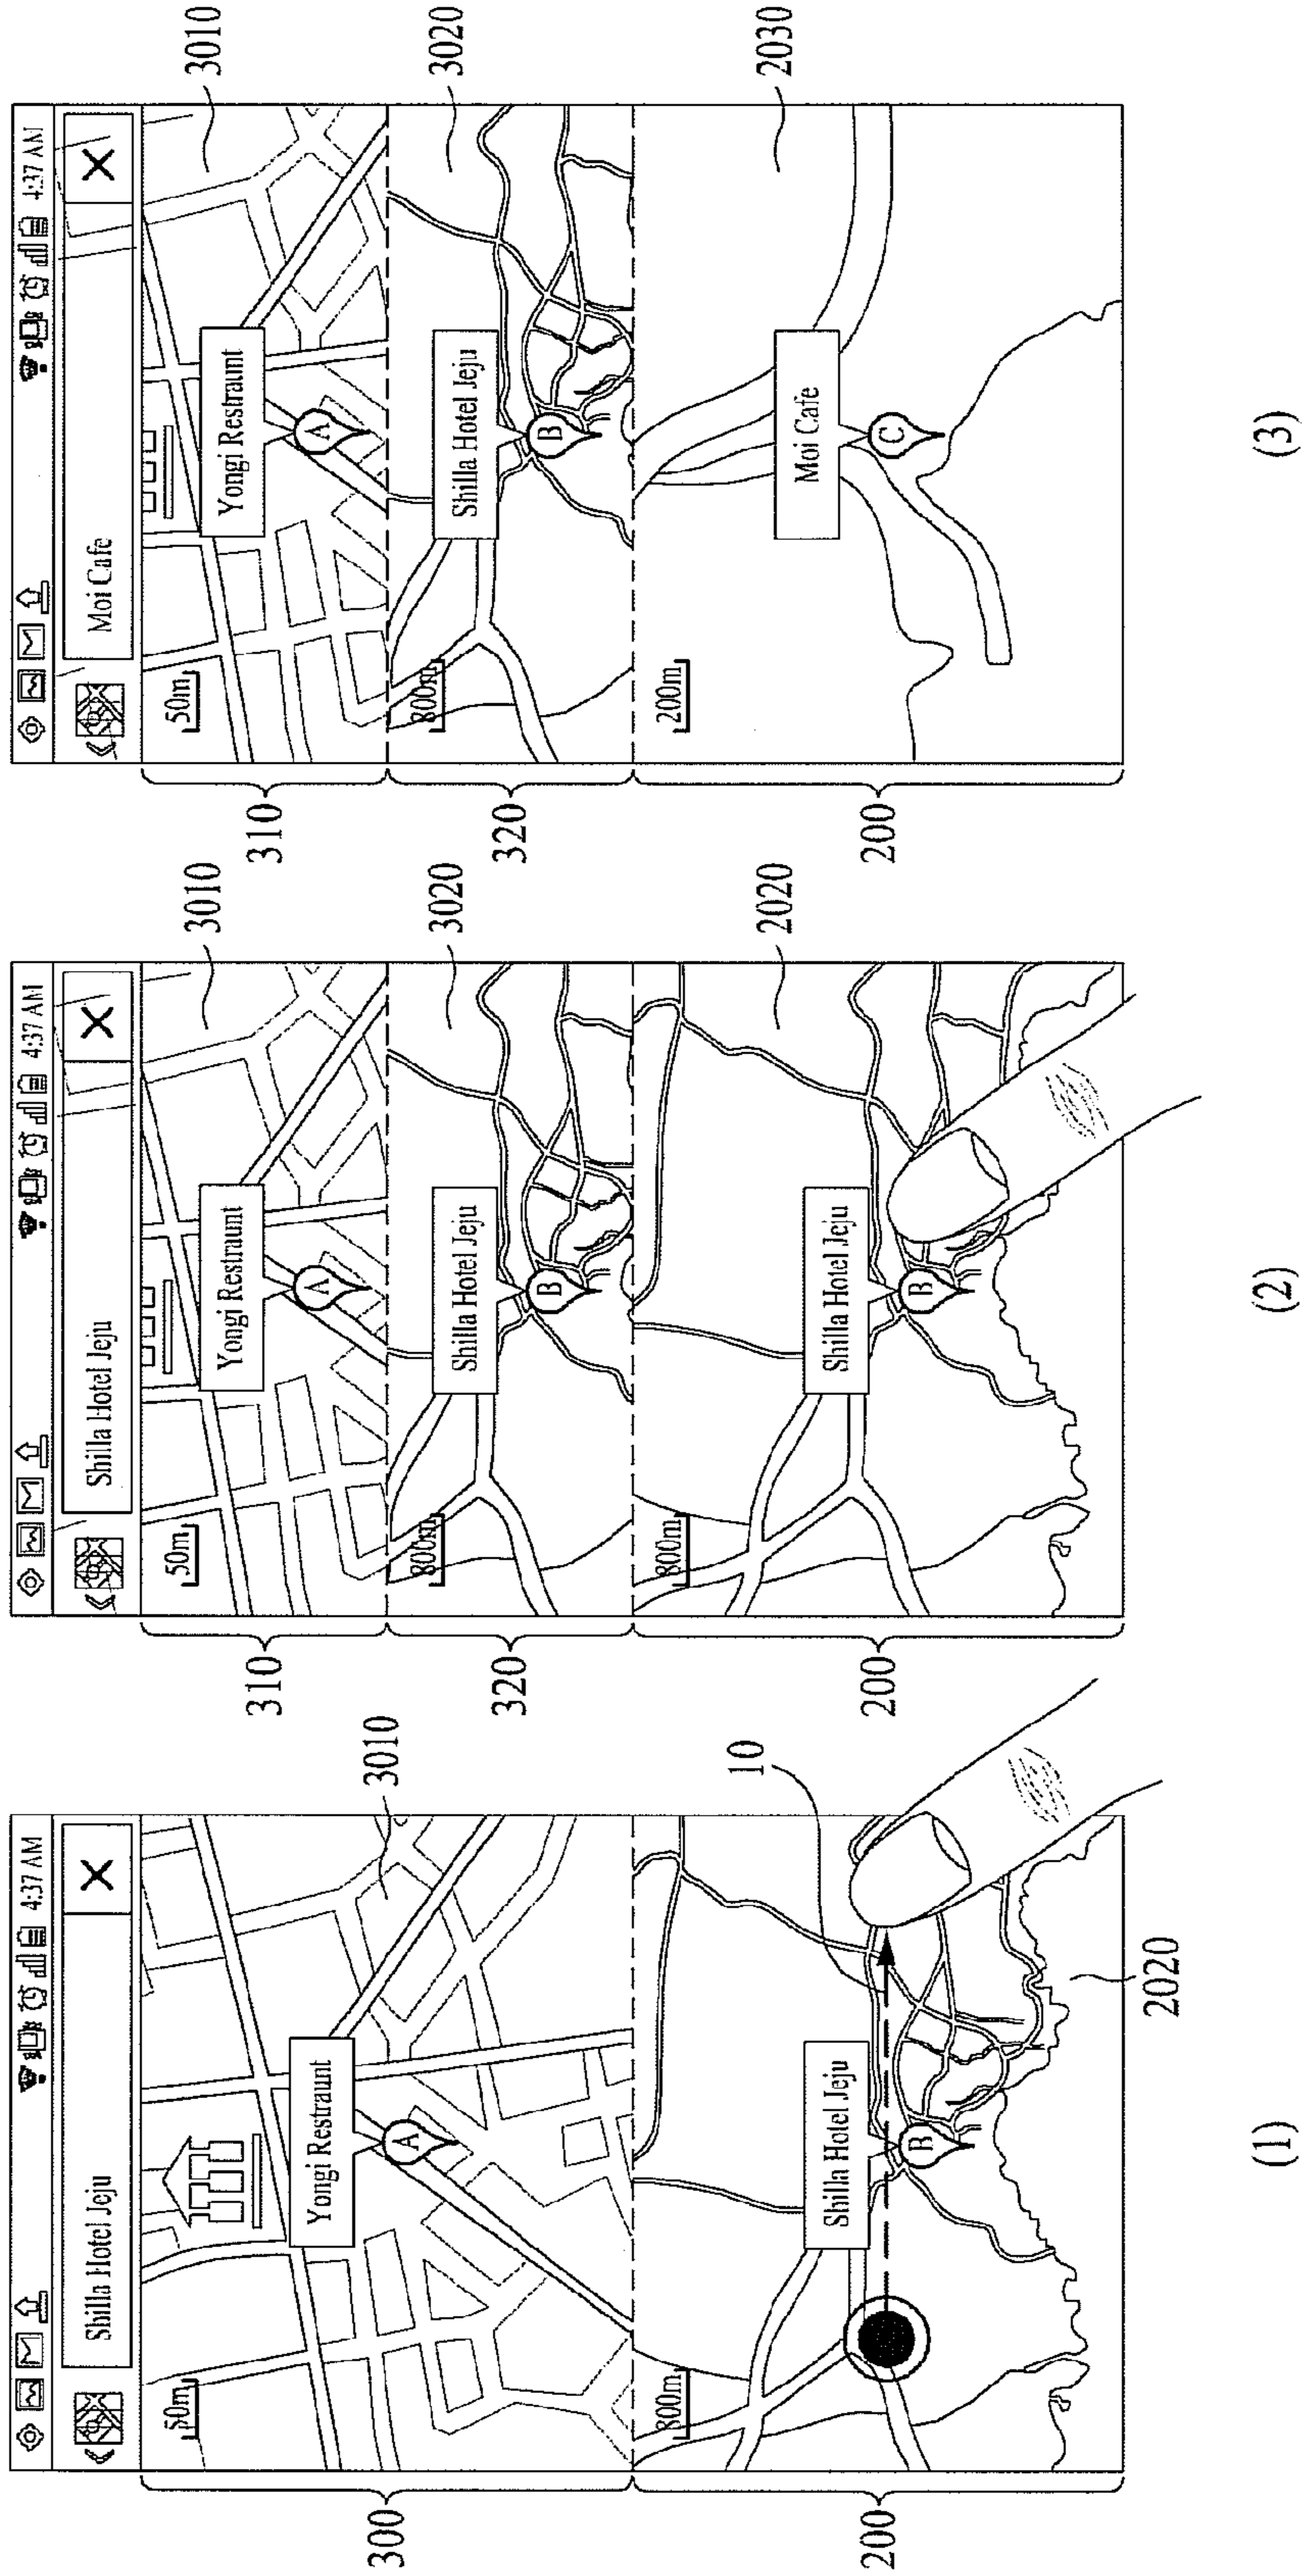 4:37 AM
Shilla Hotel Jeju
X
50m
Yongi Restraunt
A
3010
300
800m
Shilla Hotel Jeju
B
10
200
2020
(1)
4:37 AM
Shilla Hotel Jeju
X
50m
Yongi Restraunt
A
3010
310
800m
Shilla Hotel Jeju
B
3020
320
800m
Shilla Hotel Jeju
B
2020
200
(2)
4:37 AM
Moi Cafe
X
50m
Yongi Restraunt
A
3010
310
800m
Shilla Hotel Jeju
B
3020
320
200m
Moi Cafe
C
2030
200
(3)